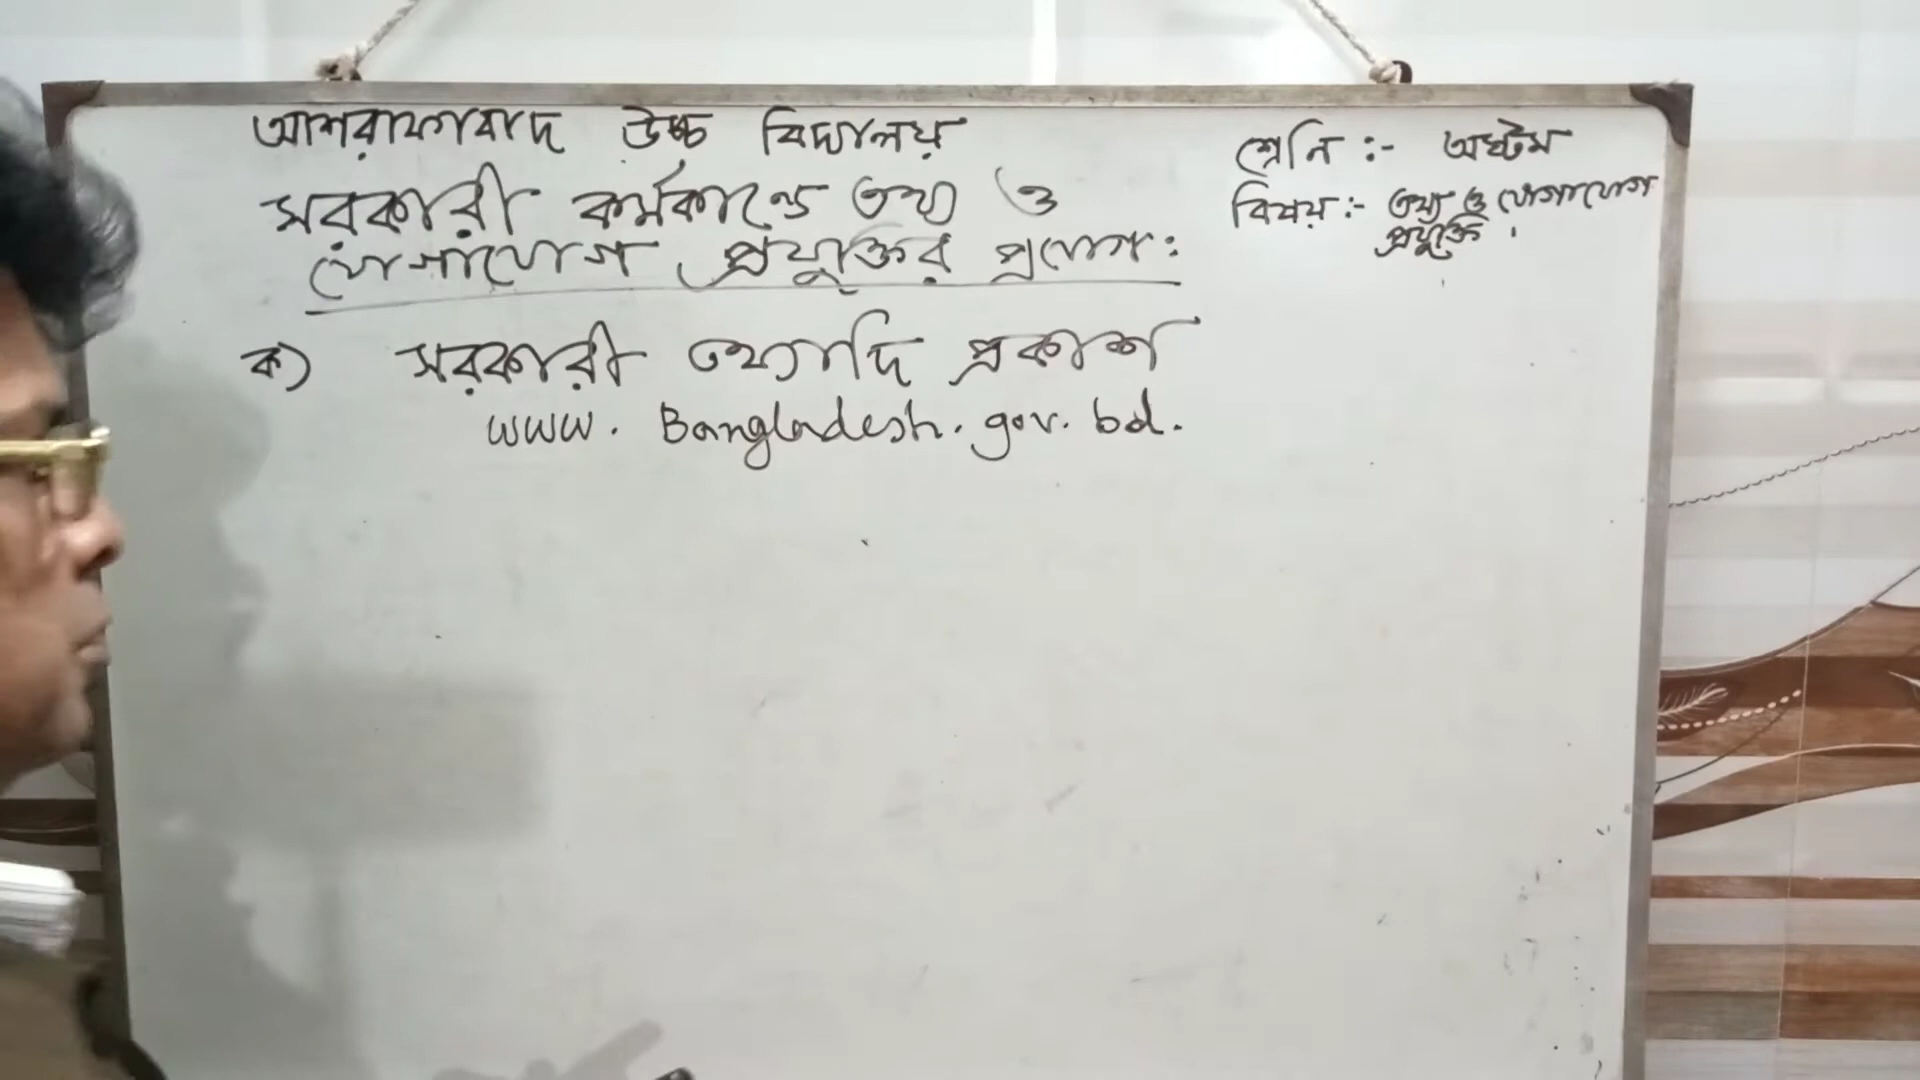 আশরাফাবাদ উচ্চ বিদ্যালয়
সরকারী কর্মকান্ডে তথ্য ও
যোগাযোগ প্রযুক্তির প্রয়োগ:
শ্রেনি :- অষ্টম
বিষয় :- তথ্য ও যোগাযোগ
প্রযুক্তি ।
ক) সরকারী তথ্যাদি প্রকাশ
www. Bangladesh. gov. bd.